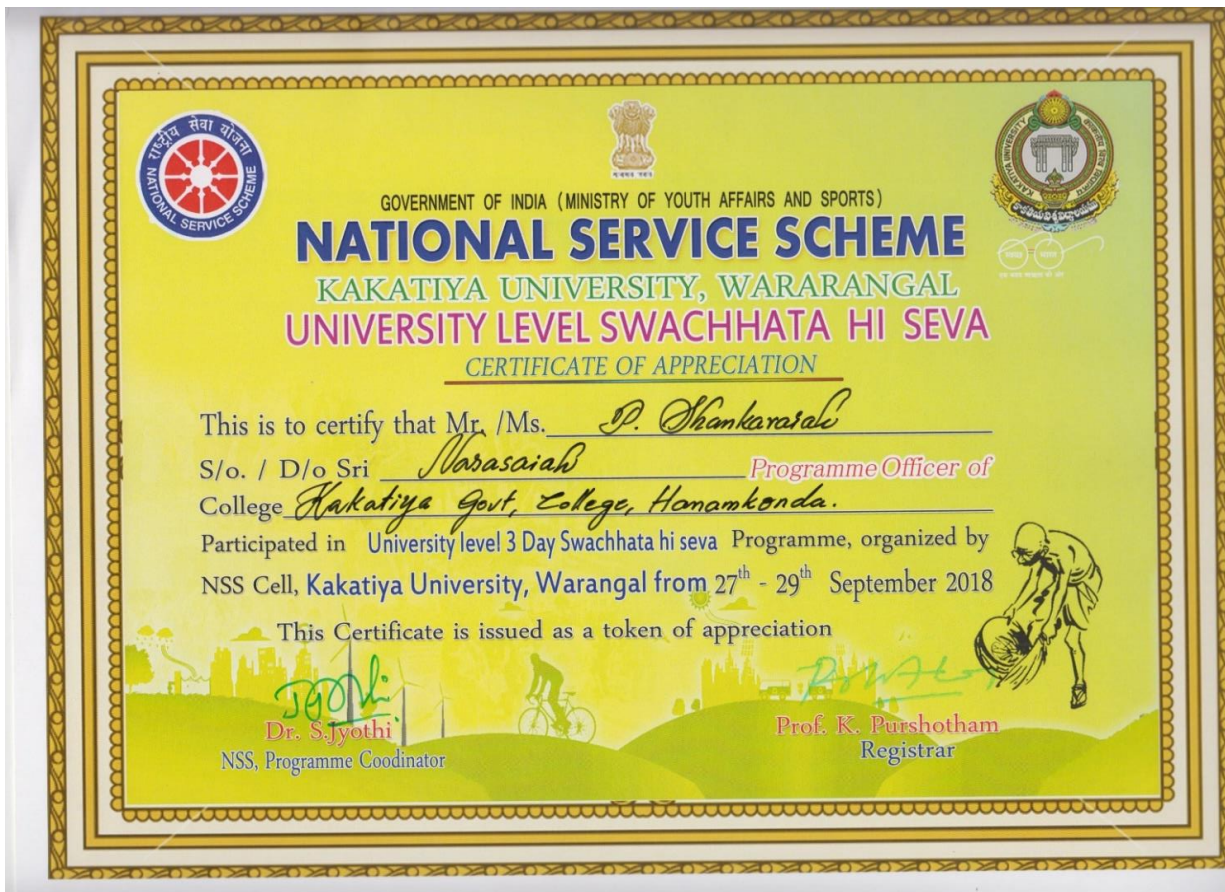 राष्ट्रीय सेवा योजना
NATIONAL SERVICE SCHEME
KAKATIYA UNIVERSITY
GOVERNMENT OF INDIA (MINISTRY OF YOUTH AFFAIRS AND SPORTS)
NATIONAL SERVICE SCHEME
KAKATIYA UNIVERSITY, WARARANGAL
UNIVERSITY LEVEL SWACHHATA HI SEVA
CERTIFICATE OF APPRECIATION
This is to certify that Mr. /Ms. P. Shankaraiah
S/o. / D/o Sri Narasaiah Programme Officer of
College Kakatiya Govt, College, Hanamkonda.
Participated in University level 3 Day Swachhata hi seva Programme, organized by
NSS Cell, Kakatiya University, Warangal from 27th - 29th September 2018
This Certificate is issued as a token of appreciation
Dr. S.Jyothi
NSS, Programme Coodinator
Prof. K. Purshotham
Registrar